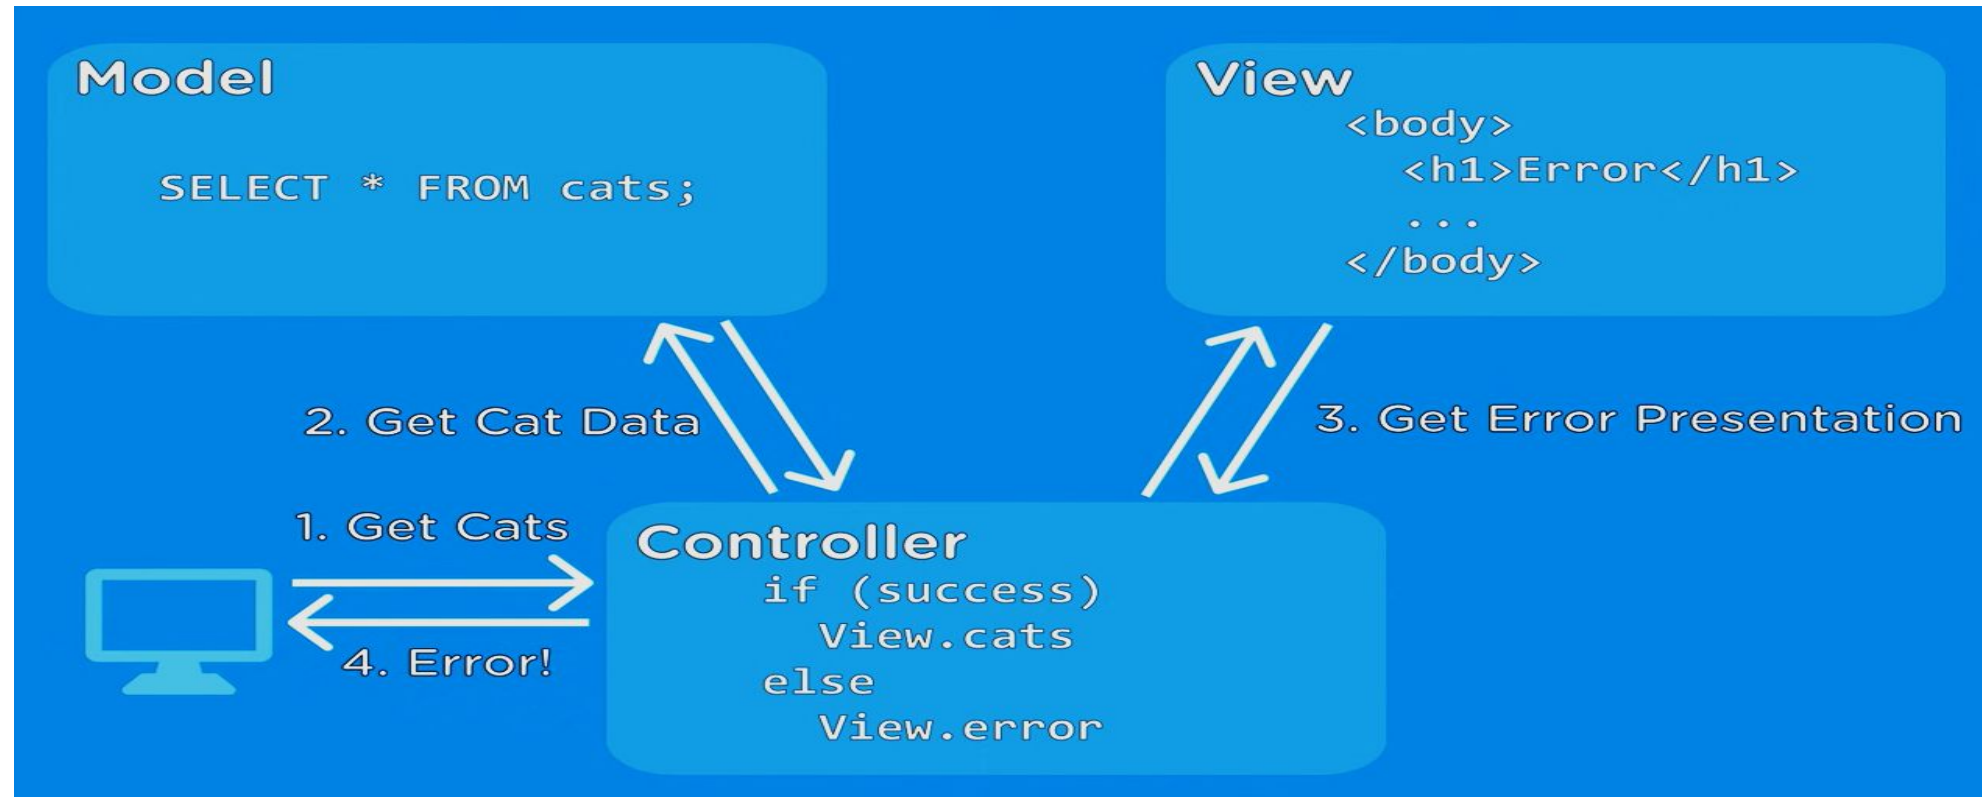 Model
SELECT * FROM cats;
View
<body>
<h1>Error</h1>
...
</body>
2. Get Cat Data
3. Get Error Presentation
1. Get Cats
4. Error!
Controller
if (success)
View.cats
else
View.error